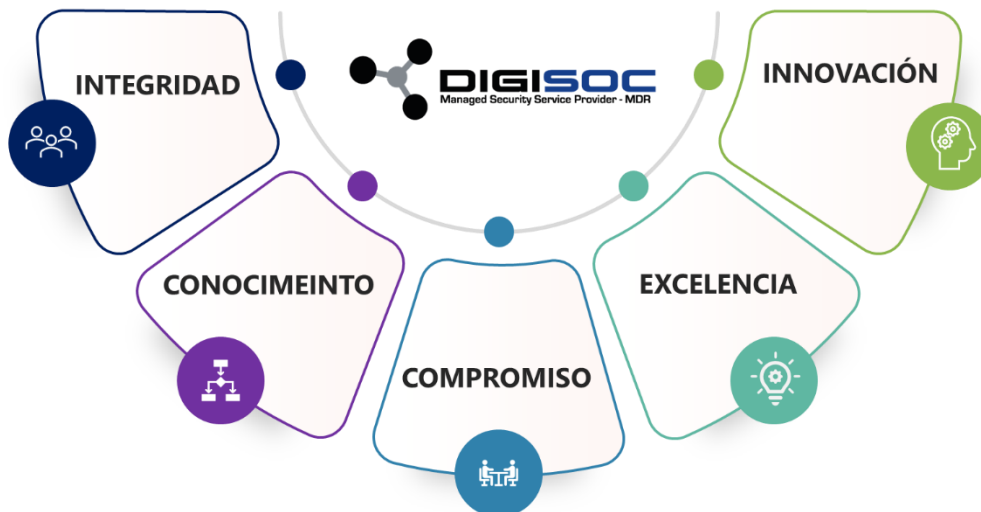 DIGISOC
Managed Security Service Provider - MDR
INTEGRIDAD
CONOCIMEINTO
COMPROMISO
EXCELENCIA
INNOVACIÓN